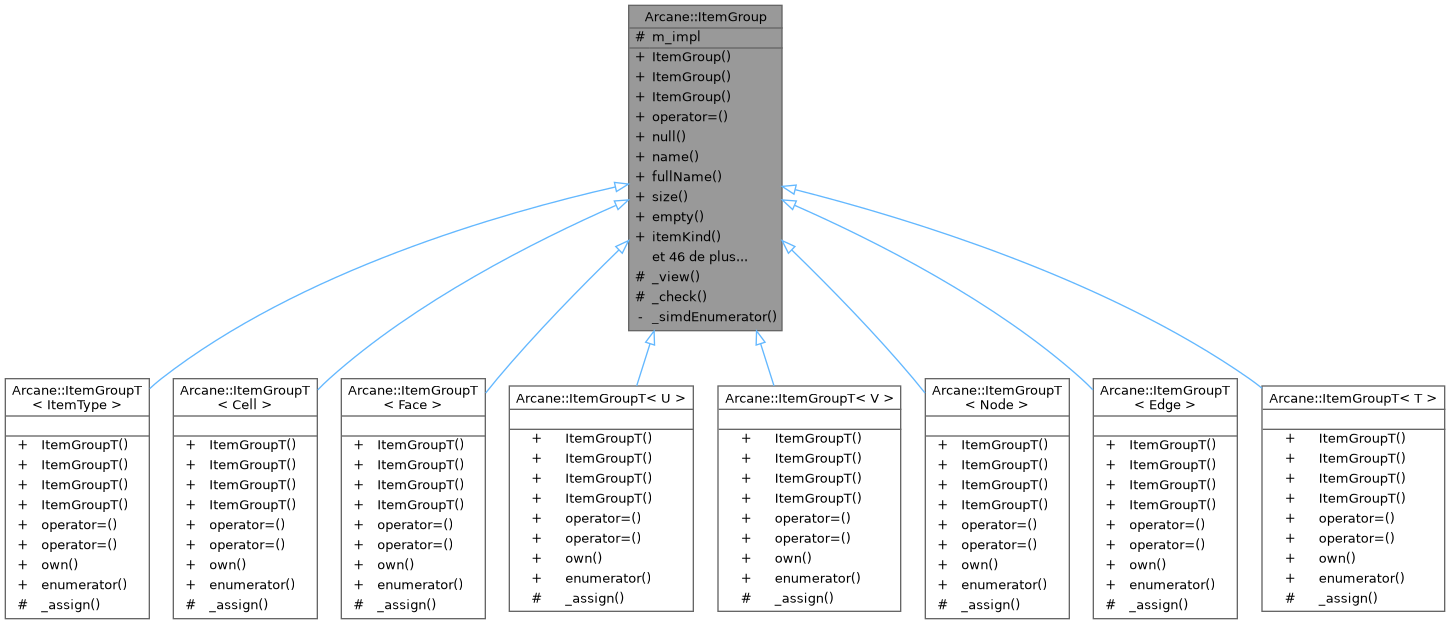 Arcane::ItemGroup
# m_impl
+ ItemGroup()
+ ItemGroup()
+ ItemGroup()
+ operator=()
+ null()
+ name()
+ fullName()
+ size()
+ empty()
+ itemKind()
et 46 de plus...
# _view()
# _check()
- _simdEnumerator()
Arcane::ItemGroupT
< ItemType >
+ ItemGroupT()
+ ItemGroupT()
+ ItemGroupT()
+ ItemGroupT()
+ operator=()
+ operator=()
+ own()
+ enumerator()
# _assign()
Arcane::ItemGroupT
< Cell >
+ ItemGroupT()
+ ItemGroupT()
+ ItemGroupT()
+ ItemGroupT()
+ operator=()
+ operator=()
+ own()
+ enumerator()
# _assign()
Arcane::ItemGroupT
< Face >
+ ItemGroupT()
+ ItemGroupT()
+ ItemGroupT()
+ ItemGroupT()
+ operator=()
+ operator=()
+ own()
+ enumerator()
# _assign()
Arcane::ItemGroupT< U >
+ ItemGroupT()
+ ItemGroupT()
+ ItemGroupT()
+ ItemGroupT()
+ operator=()
+ operator=()
+ own()
+ enumerator()
# _assign()
Arcane::ItemGroupT< V >
+ ItemGroupT()
+ ItemGroupT()
+ ItemGroupT()
+ ItemGroupT()
+ operator=()
+ operator=()
+ own()
+ enumerator()
# _assign()
Arcane::ItemGroupT
< Node >
+ ItemGroupT()
+ ItemGroupT()
+ ItemGroupT()
+ ItemGroupT()
+ operator=()
+ operator=()
+ own()
+ enumerator()
# _assign()
Arcane::ItemGroupT
< Edge >
+ ItemGroupT()
+ ItemGroupT()
+ ItemGroupT()
+ ItemGroupT()
+ operator=()
+ operator=()
+ own()
+ enumerator()
# _assign()
Arcane::ItemGroupT< T >
+ ItemGroupT()
+ ItemGroupT()
+ ItemGroupT()
+ ItemGroupT()
+ operator=()
+ operator=()
+ own()
+ enumerator()
# _assign()